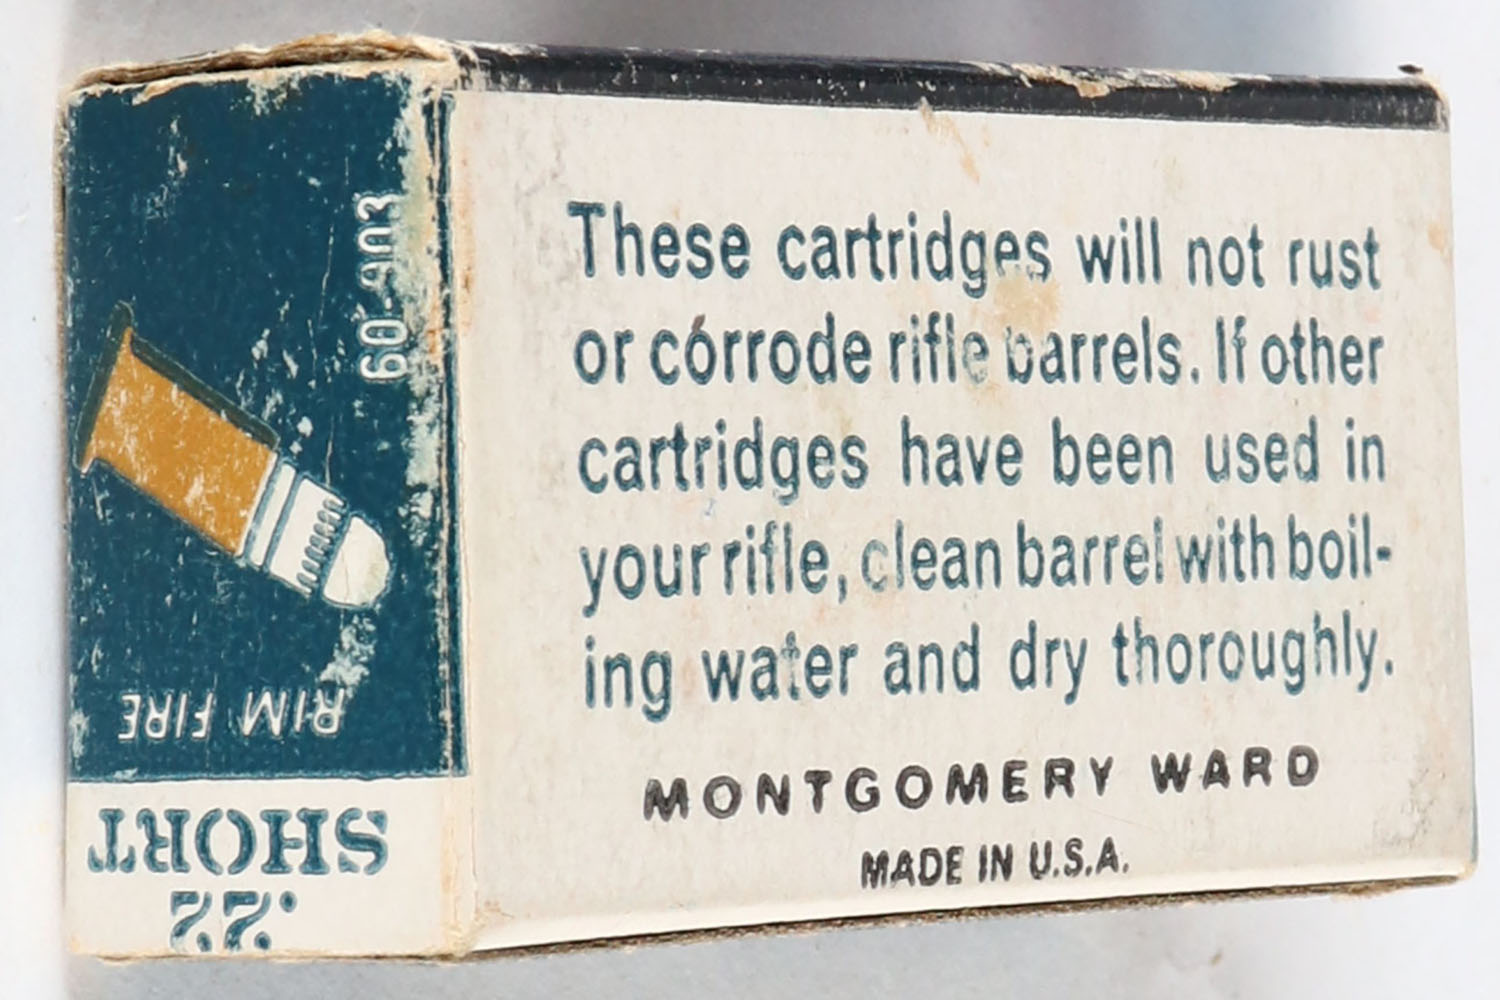 These cartridges will not rust
or corrode rifle barrels. If other
cartridges have been used in
your rifle, clean barrel with boil-
ing water and dry thoroughly.
MONTGOMERY WARD
MADE IN U.S.A.
60-903
RIM FIRE
.22
SHORT